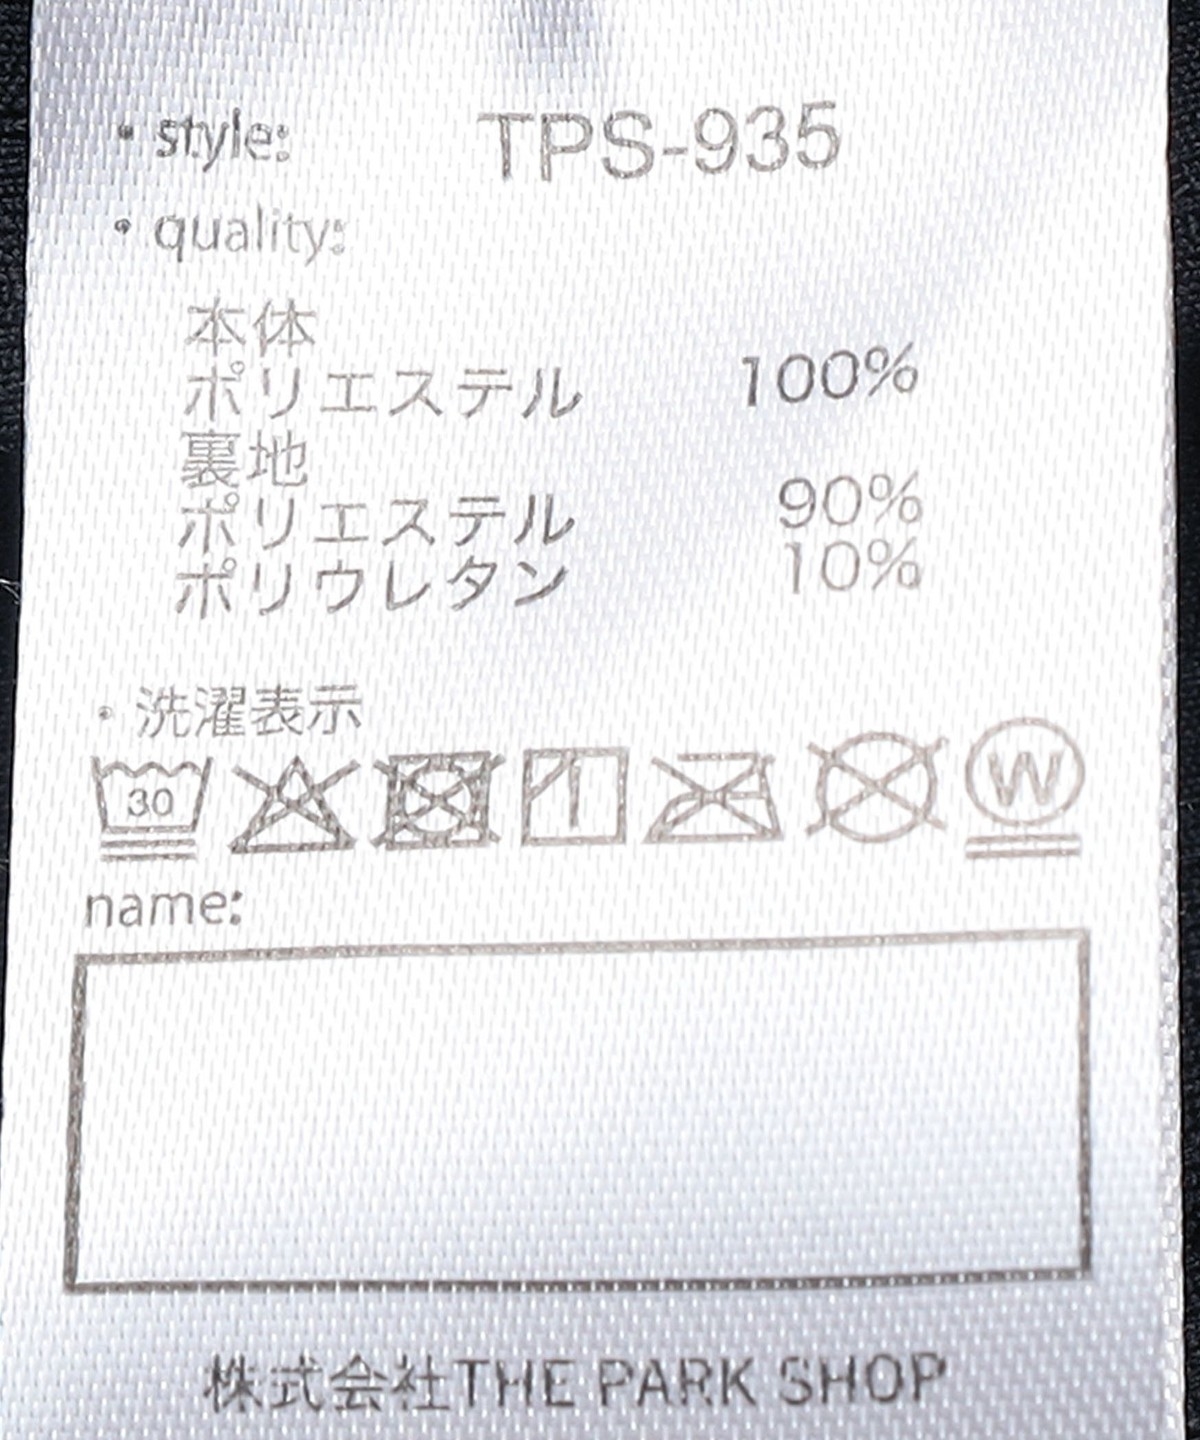 ・style: TPS-935
・quality:
本体
ポリエステル 100%
裏地
ポリエステル 90%
ポリウレタン 10%
・洗濯表示
30 W
name:
株式会社THE PARK SHOP